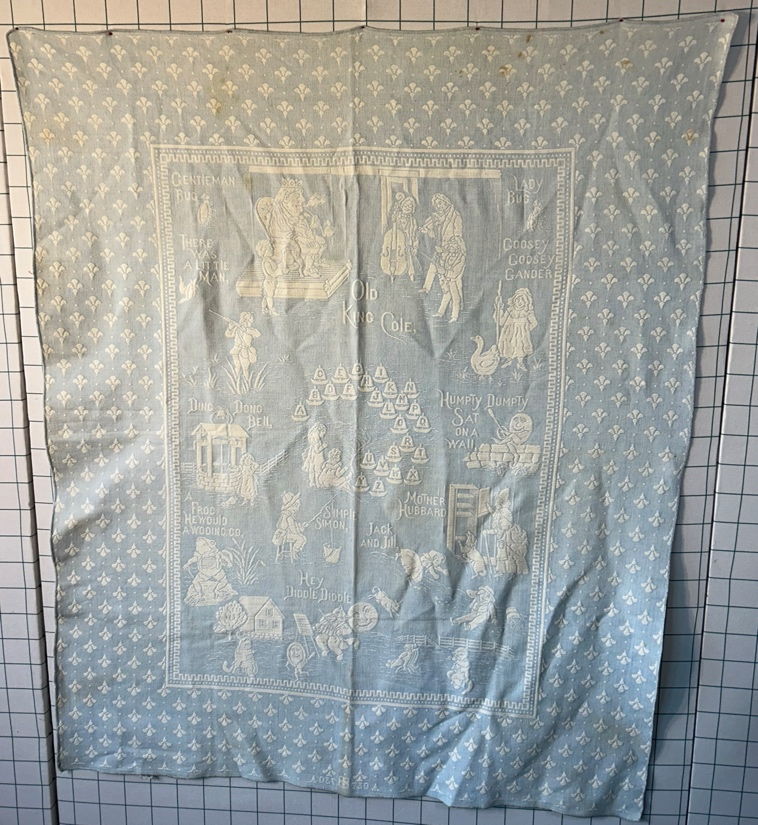 GENTLEMAN
BUG
LADY
BUG
THERE
WAS
A LITTLE
MAN.
GOOSEY
GOOSEY
GANDER
OLD
KING COLE.
DING DONG
BELL,
HUMPTY DUMPTY
SAT
ON A
WALL
A
FROG
HE WOULD
A WOOING GO.
SIMPLE
SIMON.
MOTHER
HUBBARD
JACK
AND JILL
HEY
DIDDLE DIDDLE